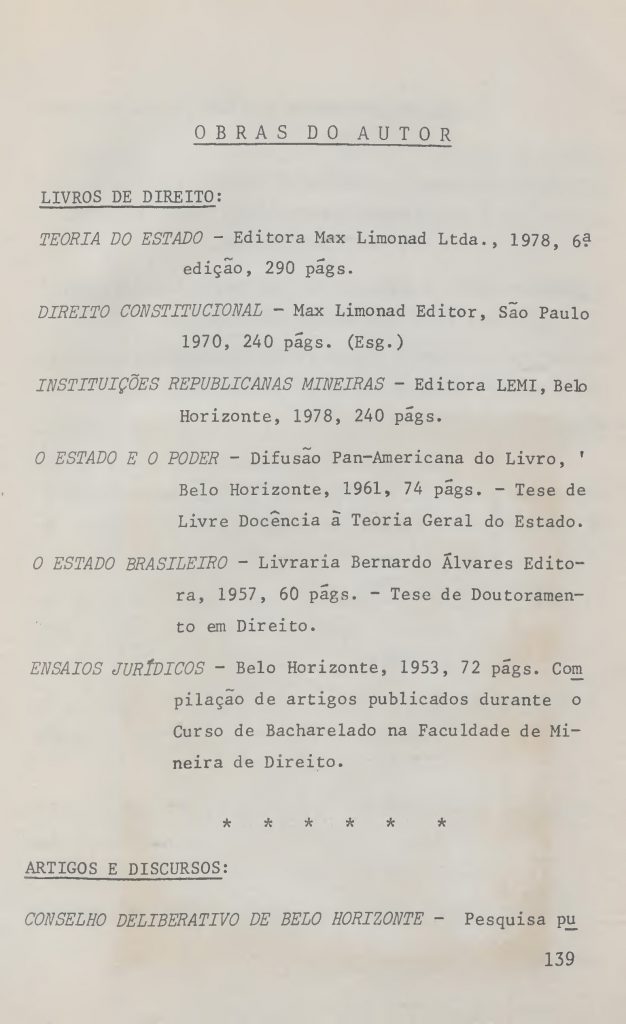 OBRAS DO AUTOR
LIVROS DE DIREITO:
TEORIA DO ESTADO - Editora Max Limonad Ltda., 1978, 6ª
edição, 290 págs.
DIREITO CONSTITUCIONAL - Max Limonad Editor, São Paulo
1970, 240 págs. (Esg.)
INSTITUIÇÕES REPUBLICANAS MINEIRAS - Editora LEMI, Belo
Horizonte, 1978, 240 págs.
O ESTADO E O PODER - Difusão Pan-Americana do Livro, '
Belo Horizonte, 1961, 74 págs. - Tese de
Livre Docência à Teoria Geral do Estado.
O ESTADO BRASILEIRO - Livraria Bernardo Álvares Edito-
ra, 1957, 60 págs. - Tese de Doutoramen-
to em Direito.
ENSAIOS JURÍDICOS - Belo Horizonte, 1953, 72 págs. Com
pilação de artigos publicados durante o
Curso de Bacharelado na Faculdade de Mi-
neira de Direito.
* * * * * *
ARTIGOS E DISCURSOS:
CONSELHO DELIBERATIVO DE BELO HORIZONTE - Pesquisa pu
139